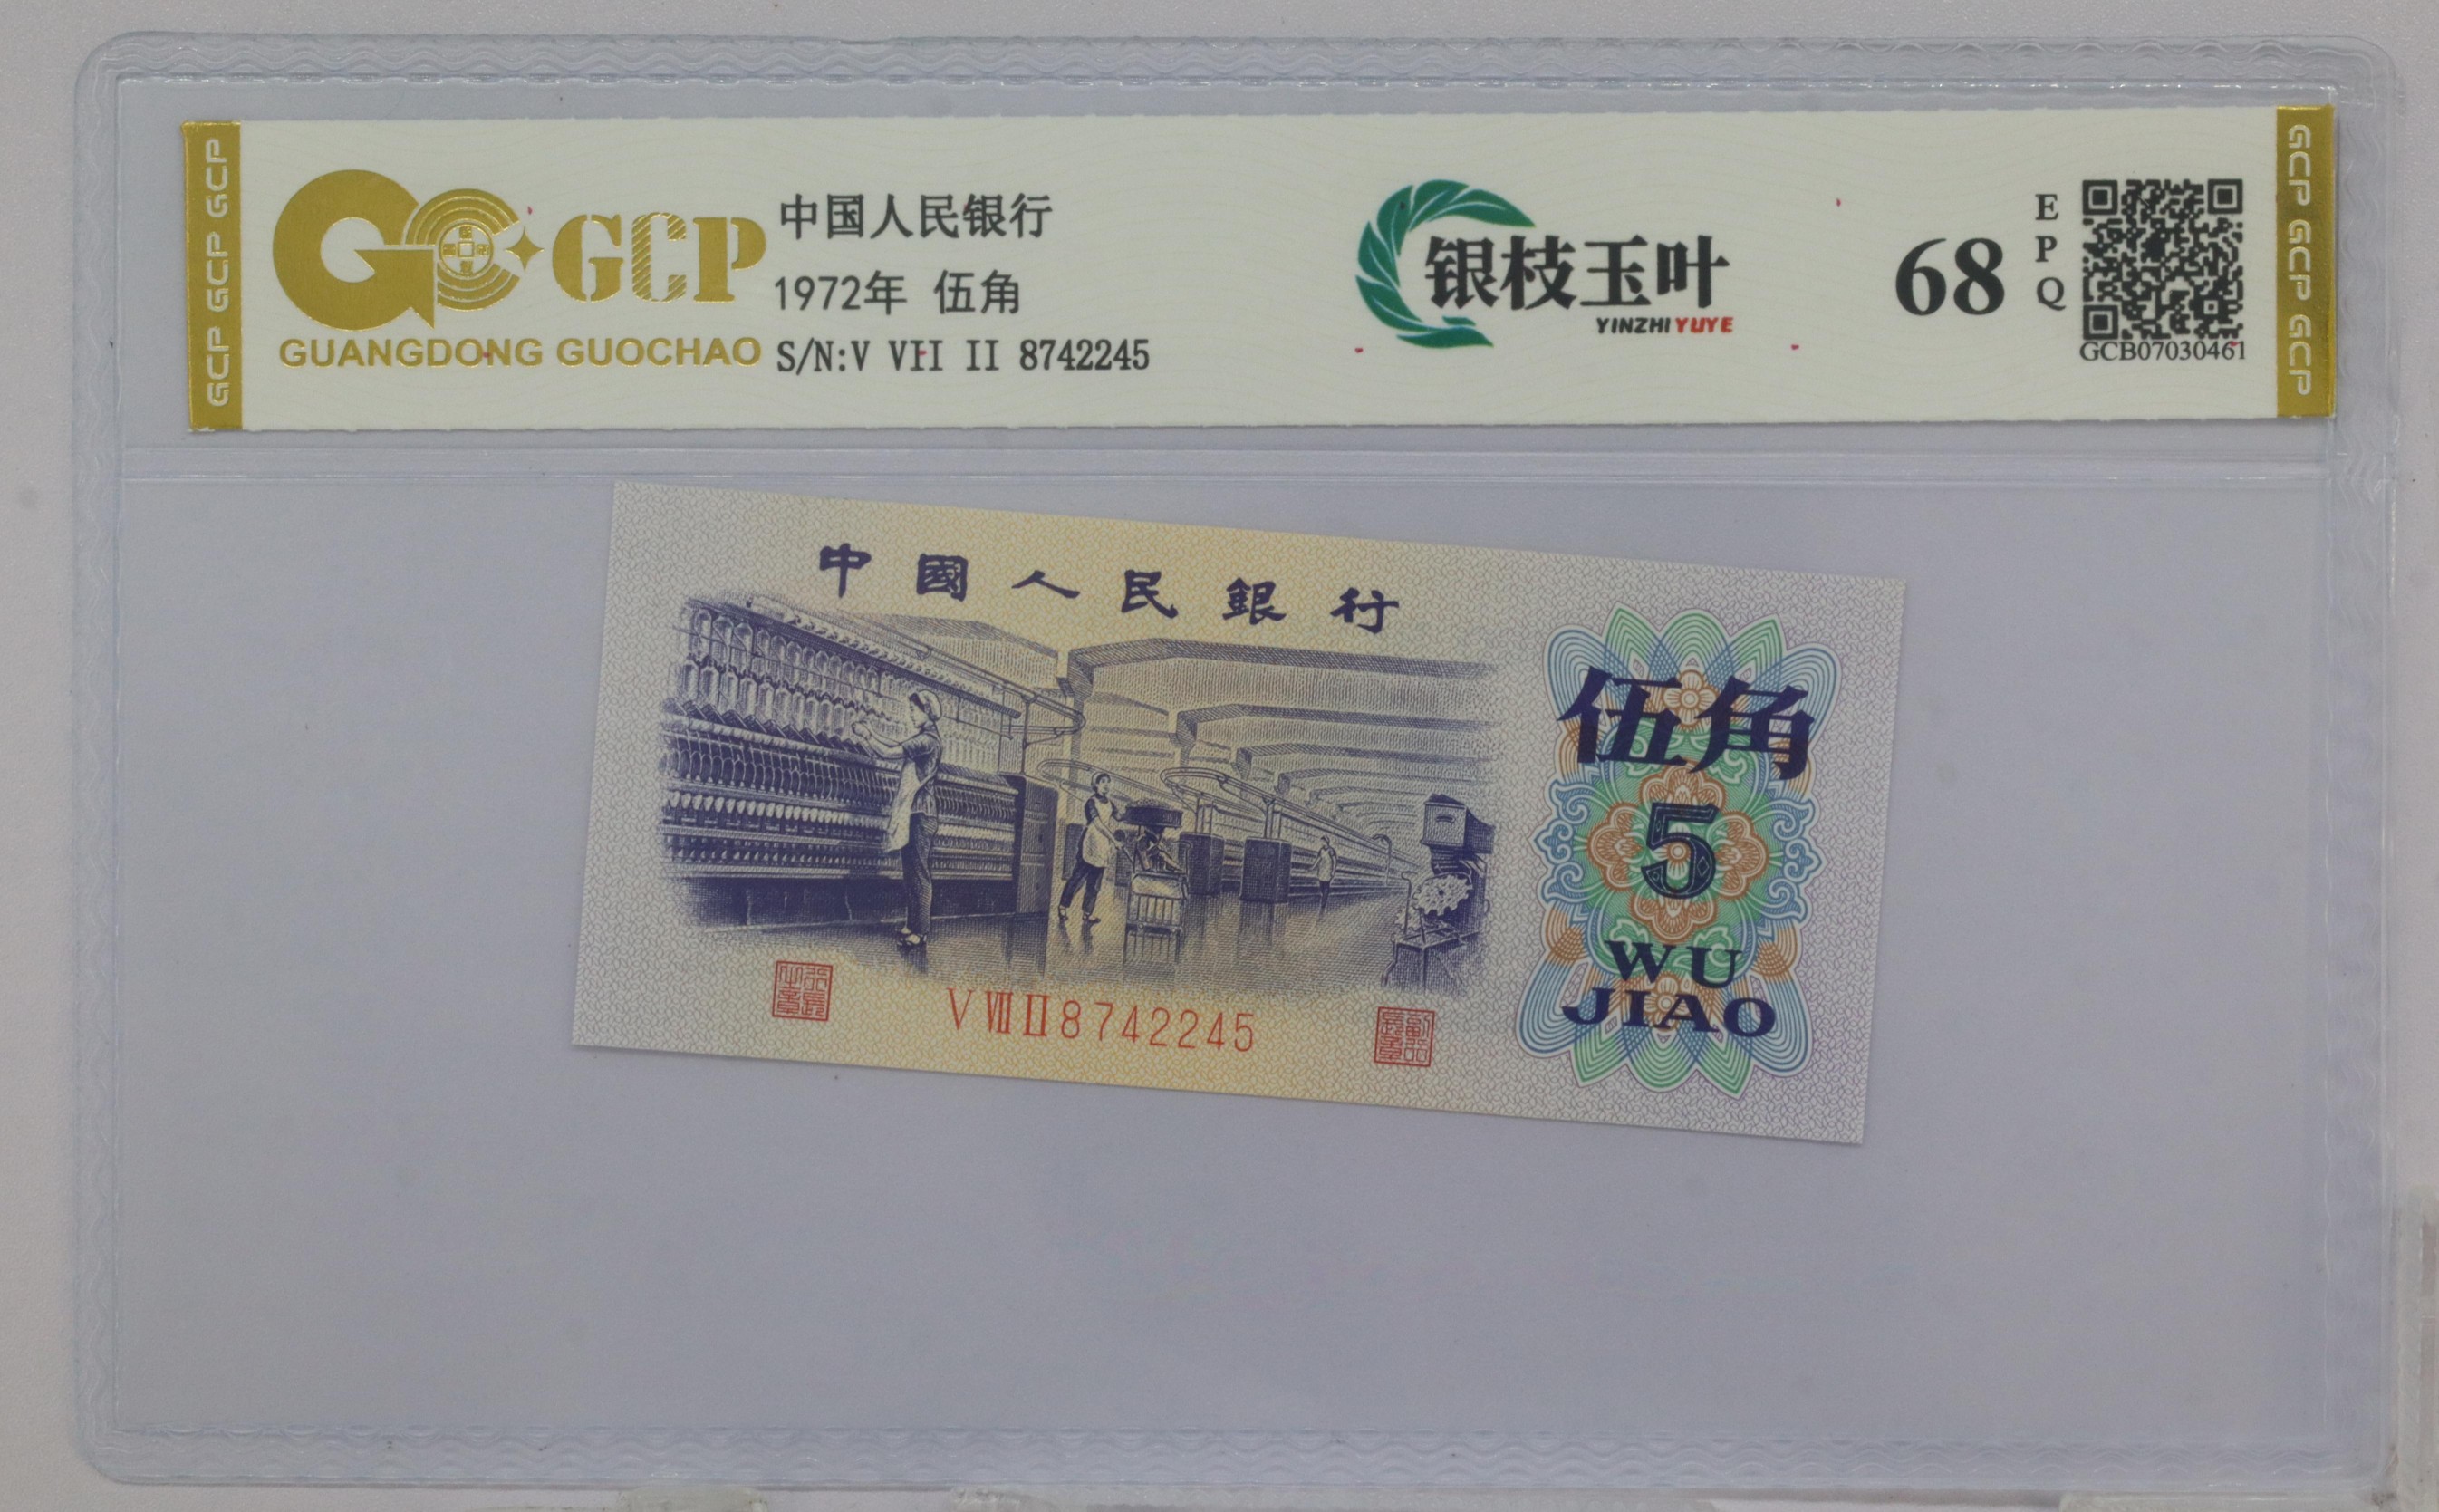 GCP GCP GCP
GCP
GUANGDONG GUOCHAO
中国人民银行
1972年 伍角
S/N:V VII II 8742245
银枝玉叶
YINZHI YUYE
68
EPQ
GCB07030461
GCP GCP GCP
中國人民銀行
伍角
5
WU
JIAO
V Ⅶ Ⅱ 8742245